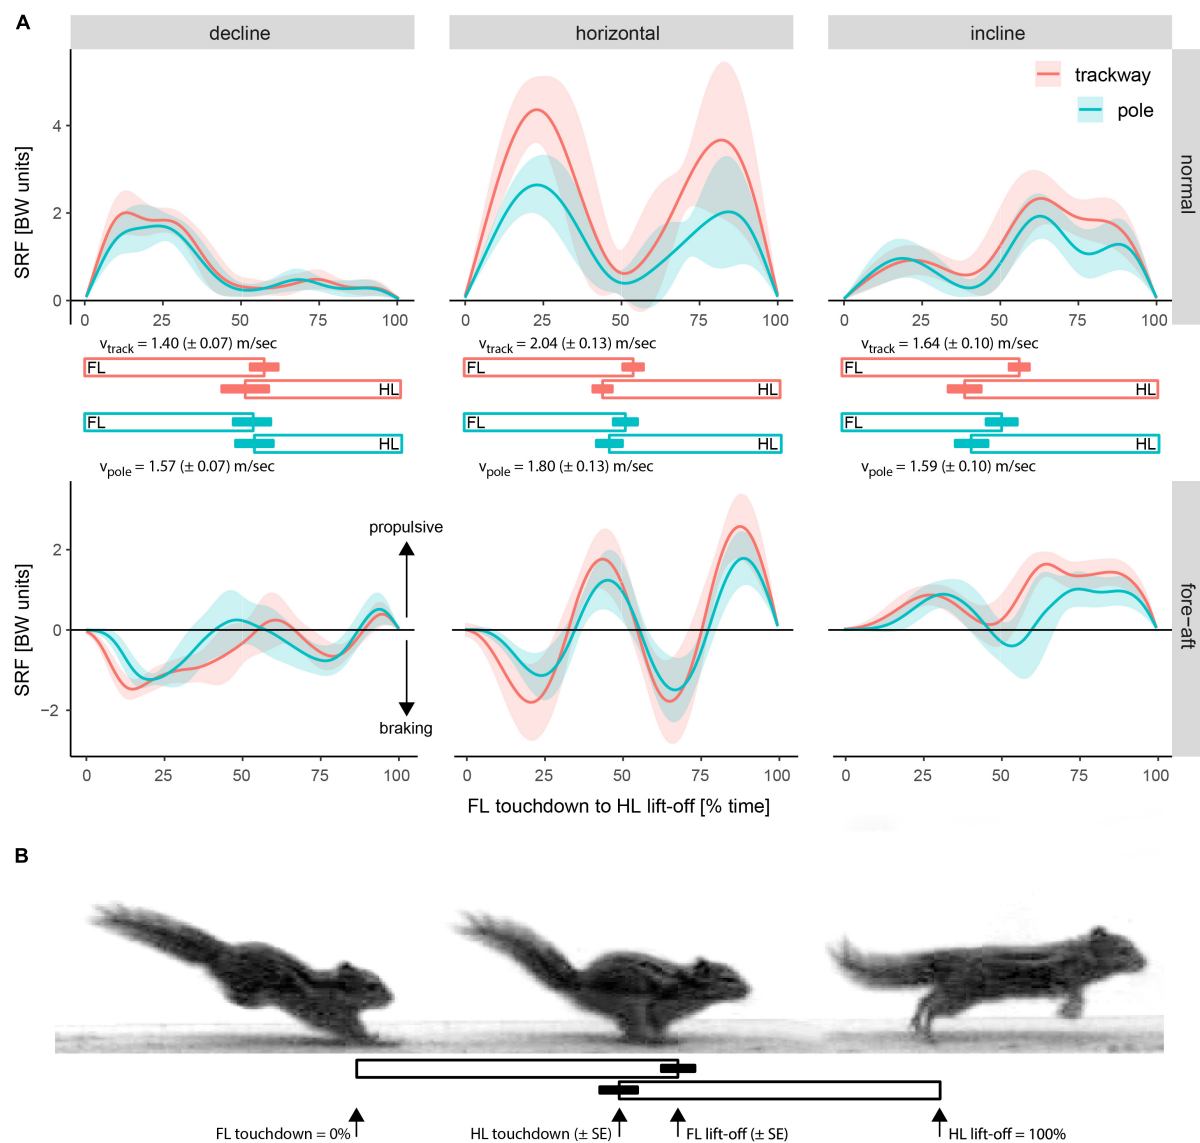 A
decline
horizontal
incline
trackway
pole
normal
SRF [BW units]
4
2
0
0 25 50 75 100
0 25 50 75 100
0 25 50 75 100
vtrack = 1.40 (± 0.07) m/sec
vtrack = 2.04 (± 0.13) m/sec
vtrack = 1.64 (± 0.10) m/sec
FL
FL
FL
HL
HL
HL
FL
FL
FL
HL
HL
HL
vpole = 1.57 (± 0.07) m/sec
vpole = 1.80 (± 0.13) m/sec
vpole = 1.59 (± 0.10) m/sec
propulsive
braking
fore−aft
SRF [BW units]
2
0
−2
0 25 50 75 100
0 25 50 75 100
0 25 50 75 100
FL touchdown to HL lift-off [% time]
B
FL touchdown = 0%
HL touchdown (± SE)
FL lift-off (± SE)
HL lift-off = 100%